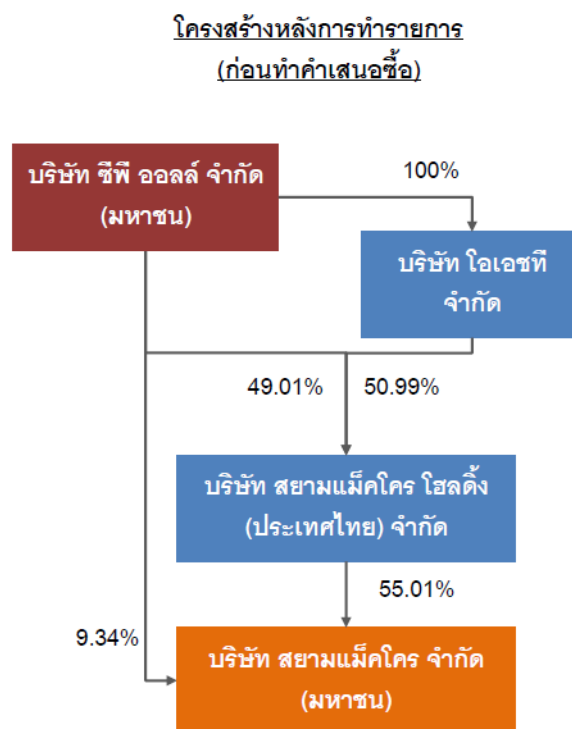 โครงสร้างหลังการทำรายการ
(ก่อนทำคำเสนอซื้อ)
บริษัท ซีพี ออลล์ จำกัด
(มหาชน)
100%
บริษัท โอเอชที
จำกัด
49.01%
50.99%
บริษัท สยามแม็คโคร โฮลดิ้ง
(ประเทศไทย) จำกัด
55.01%
9.34%
บริษัท สยามแม็คโคร จำกัด
(มหาชน)